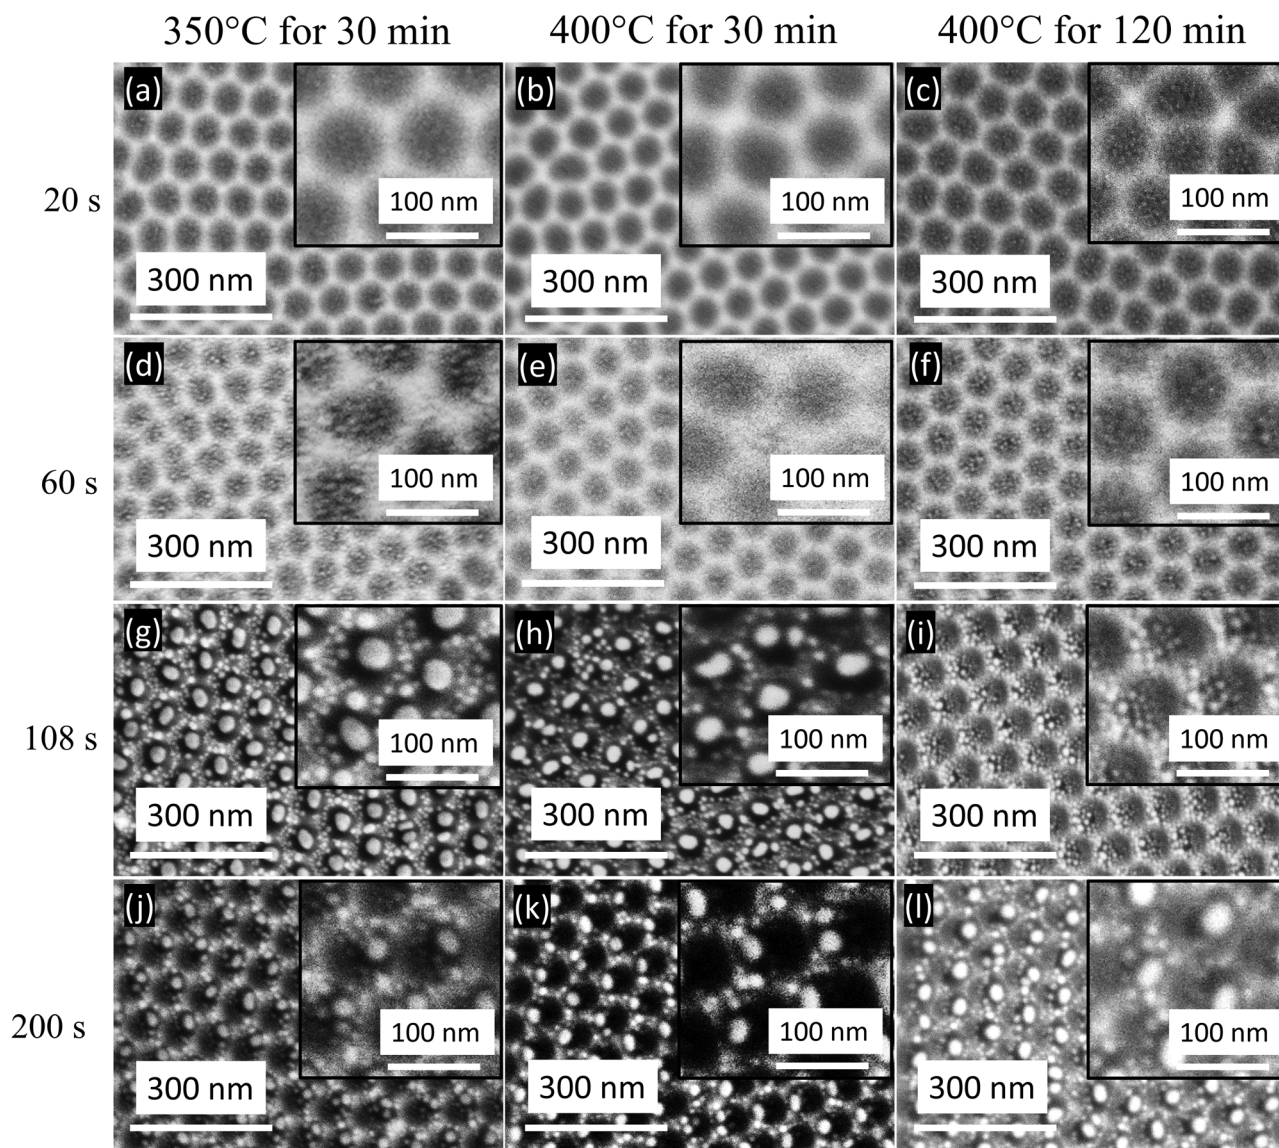 350°C for 30 min 400°C for 30 min 400°C for 120 min
20 s
(a) 100 nm 300 nm
(b) 100 nm 300 nm
(c) 100 nm 300 nm
60 s
(d) 100 nm 300 nm
(e) 100 nm 300 nm
(f) 100 nm 300 nm
108 s
(g) 100 nm 300 nm
(h) 100 nm 300 nm
(i) 100 nm 300 nm
200 s
(j) 100 nm 300 nm
(k) 100 nm 300 nm
(l) 100 nm 300 nm